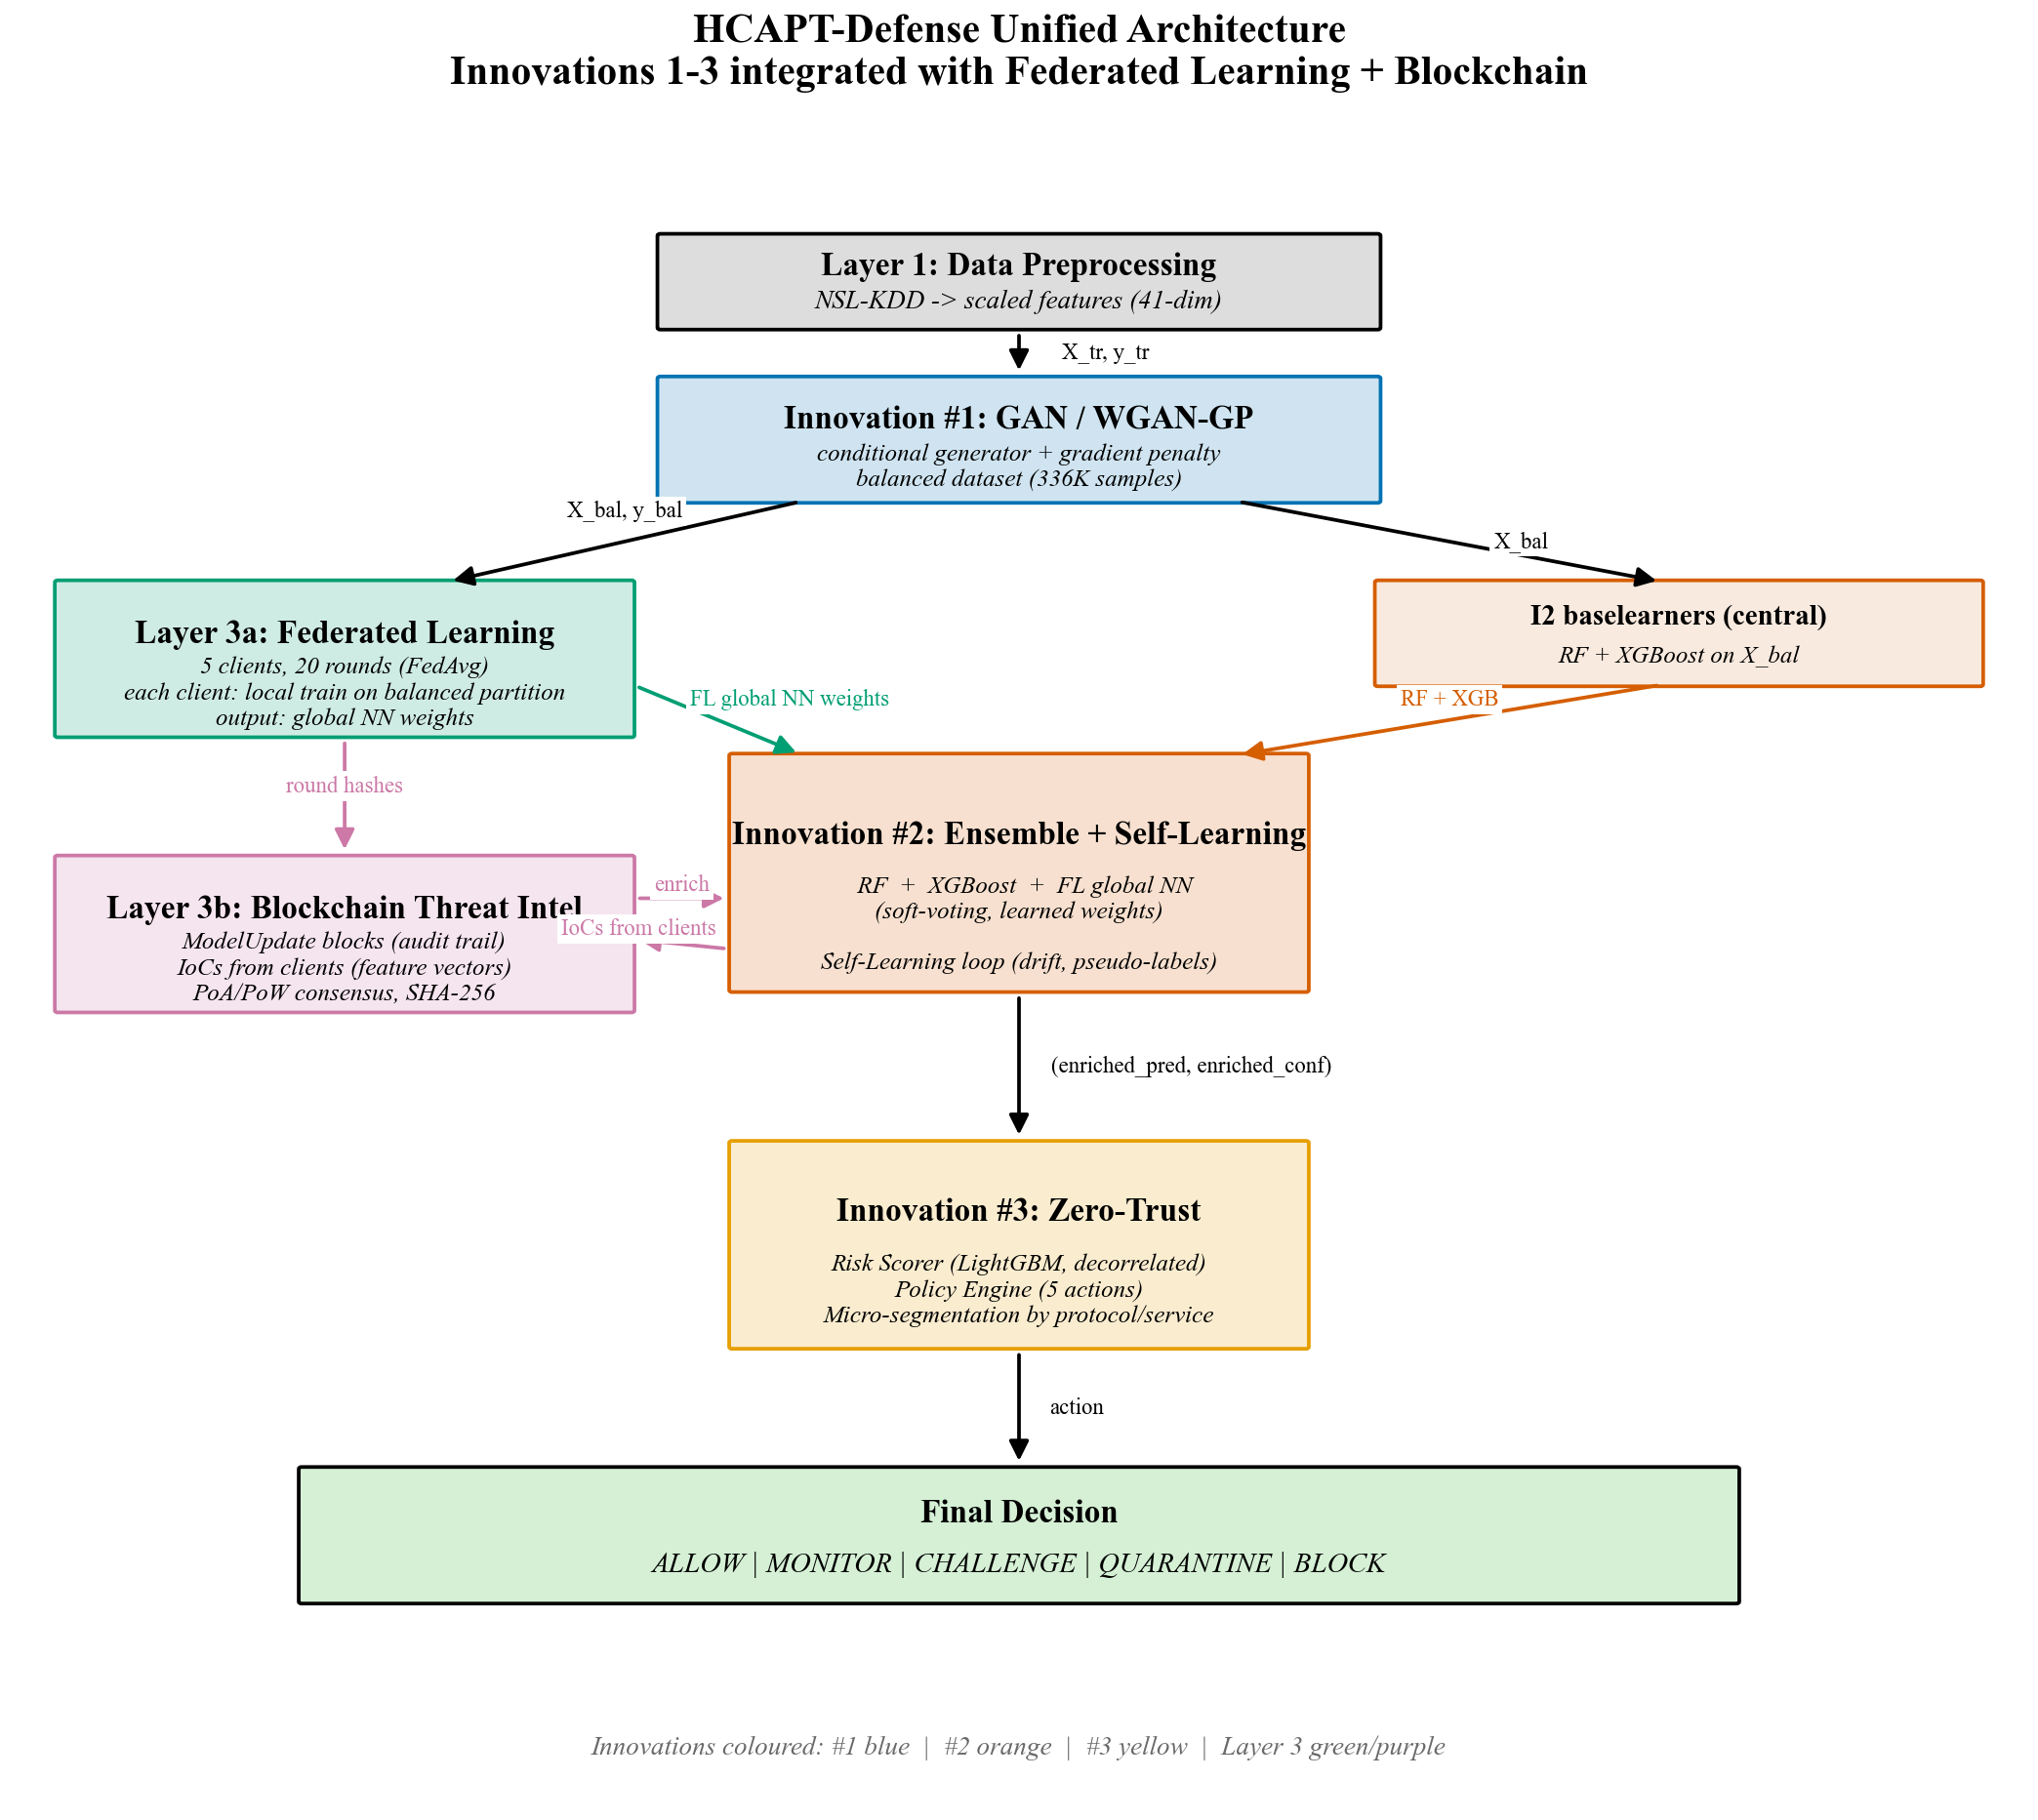 HCAPT-Defense Unified Architecture
Innovations 1-3 integrated with Federated Learning + Blockchain
Layer 1: Data Preprocessing
NSL-KDD -> scaled features (41-dim)
X_tr, y_tr
Innovation #1: GAN / WGAN-GP
conditional generator + gradient penalty
balanced dataset (336K samples)
X_bal, y_bal
X_bal
Layer 3a: Federated Learning
5 clients, 20 rounds (FedAvg)
each client: local train on balanced partition
output: global NN weights
I2 baselearners (central)
RF + XGBoost on X_bal
FL global NN weights
RF + XGB
round hashes
Layer 3b: Blockchain Threat Intel
ModelUpdate blocks (audit trail)
IoCs from clients (feature vectors)
PoA/PoW consensus, SHA-256
enrich
IoCs from clients
Innovation #2: Ensemble + Self-Learning
RF + XGBoost + FL global NN
(soft-voting, learned weights)
Self-Learning loop (drift, pseudo-labels)
(enriched_pred, enriched_conf)
Innovation #3: Zero-Trust
Risk Scorer (LightGBM, decorrelated)
Policy Engine (5 actions)
Micro-segmentation by protocol/service
action
Final Decision
ALLOW | MONITOR | CHALLENGE | QUARANTINE | BLOCK
Innovations coloured: #1 blue | #2 orange | #3 yellow | Layer 3 green/purple